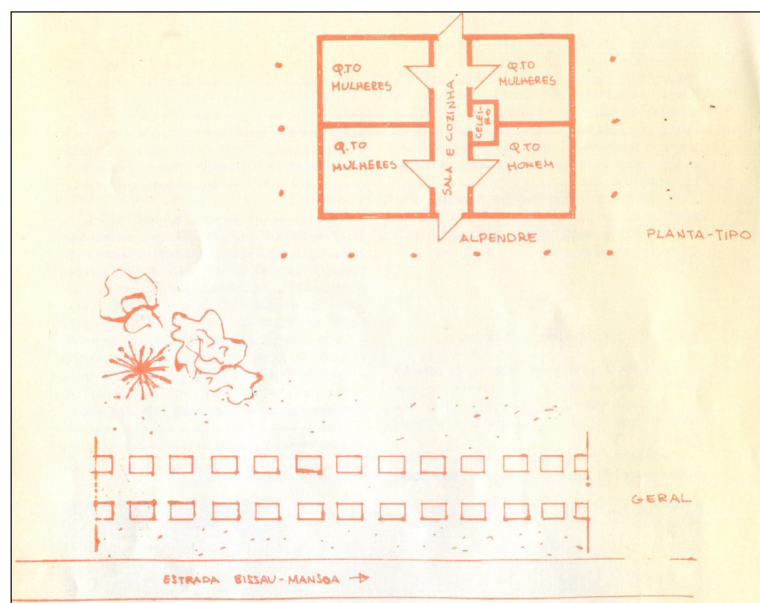 Q.TO
MULHERES
Q.TO
MULHERES
SALA E COZINHA.
CELEI-
RO
Q.TO
MULHERES
Q.TO
HOMEM
ALPENDRE
PLANTA-TIPO
GERAL
ESTRADA BISSAU-MANSOA →